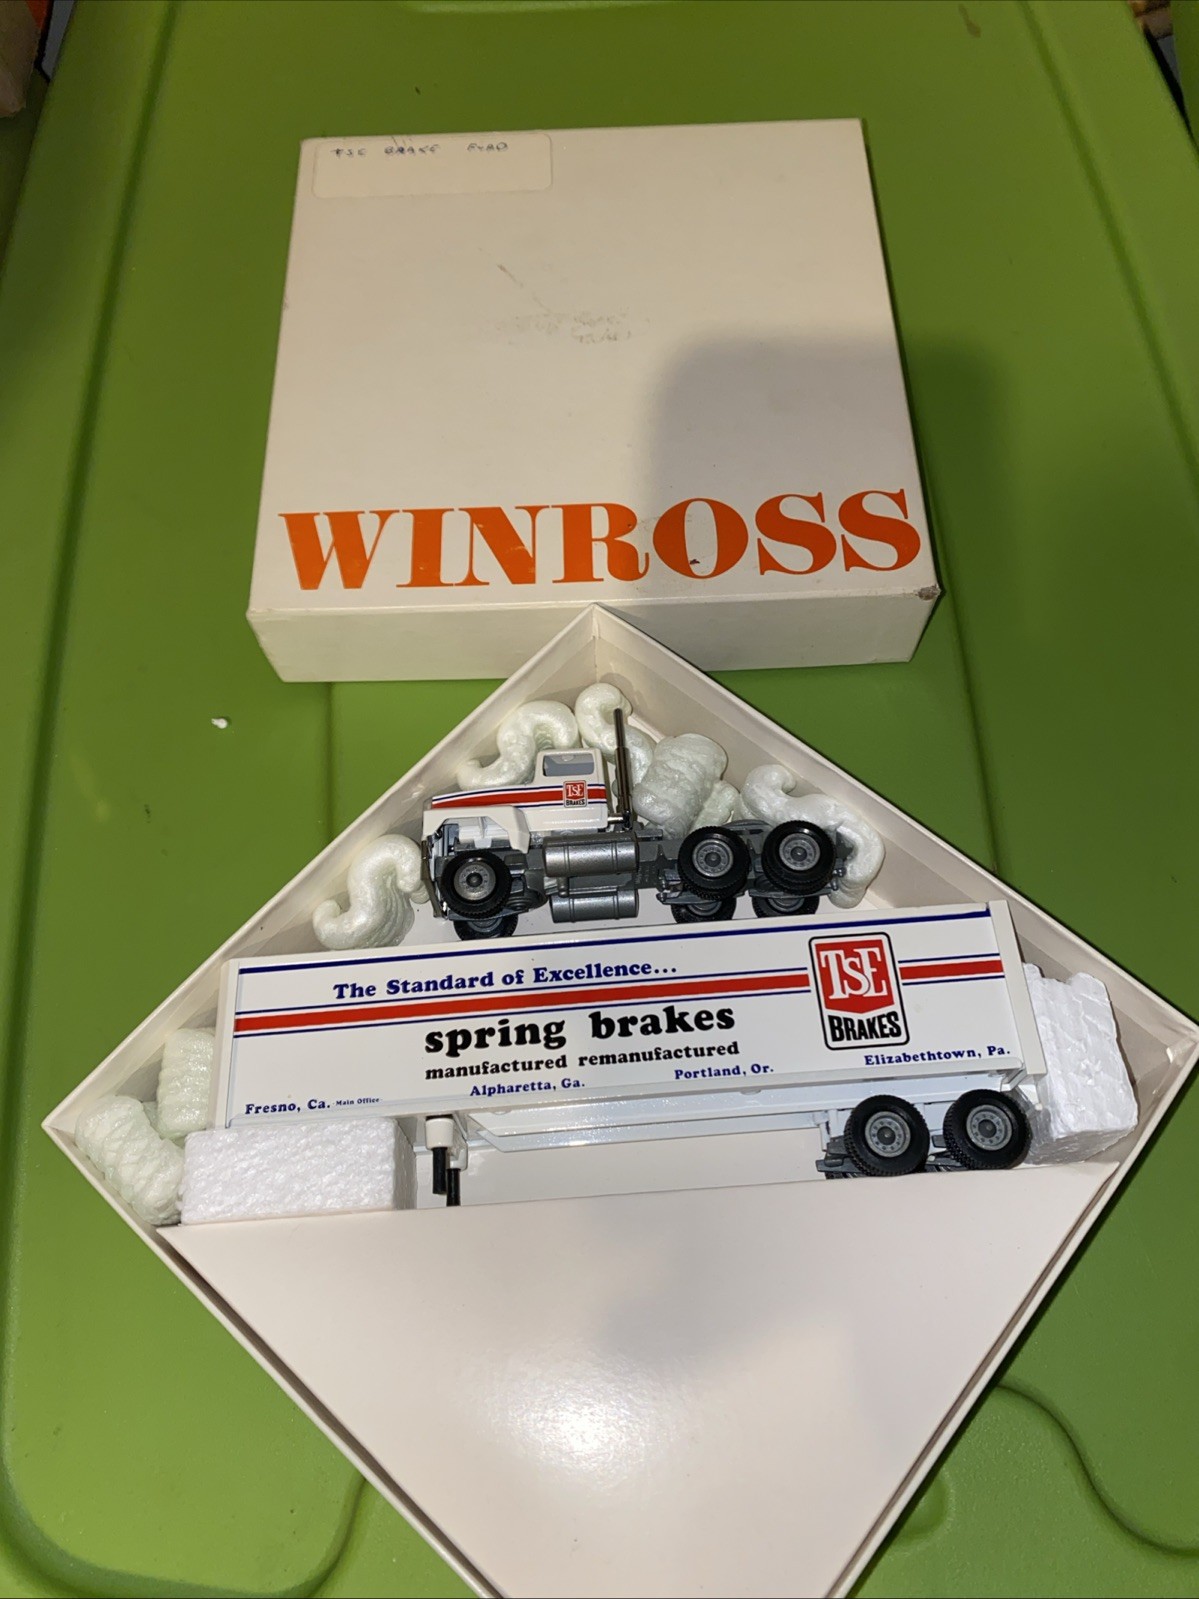 TSE BRAKE FORD
WINROSS
TSE
BRAKES
The Standard of Excellence...
TSE
BRAKES
spring brakes
manufactured remanufactured
Fresno, Ca. Main Office
Alpharetta, Ga.
Portland, Or.
Elizabethtown, Pa.